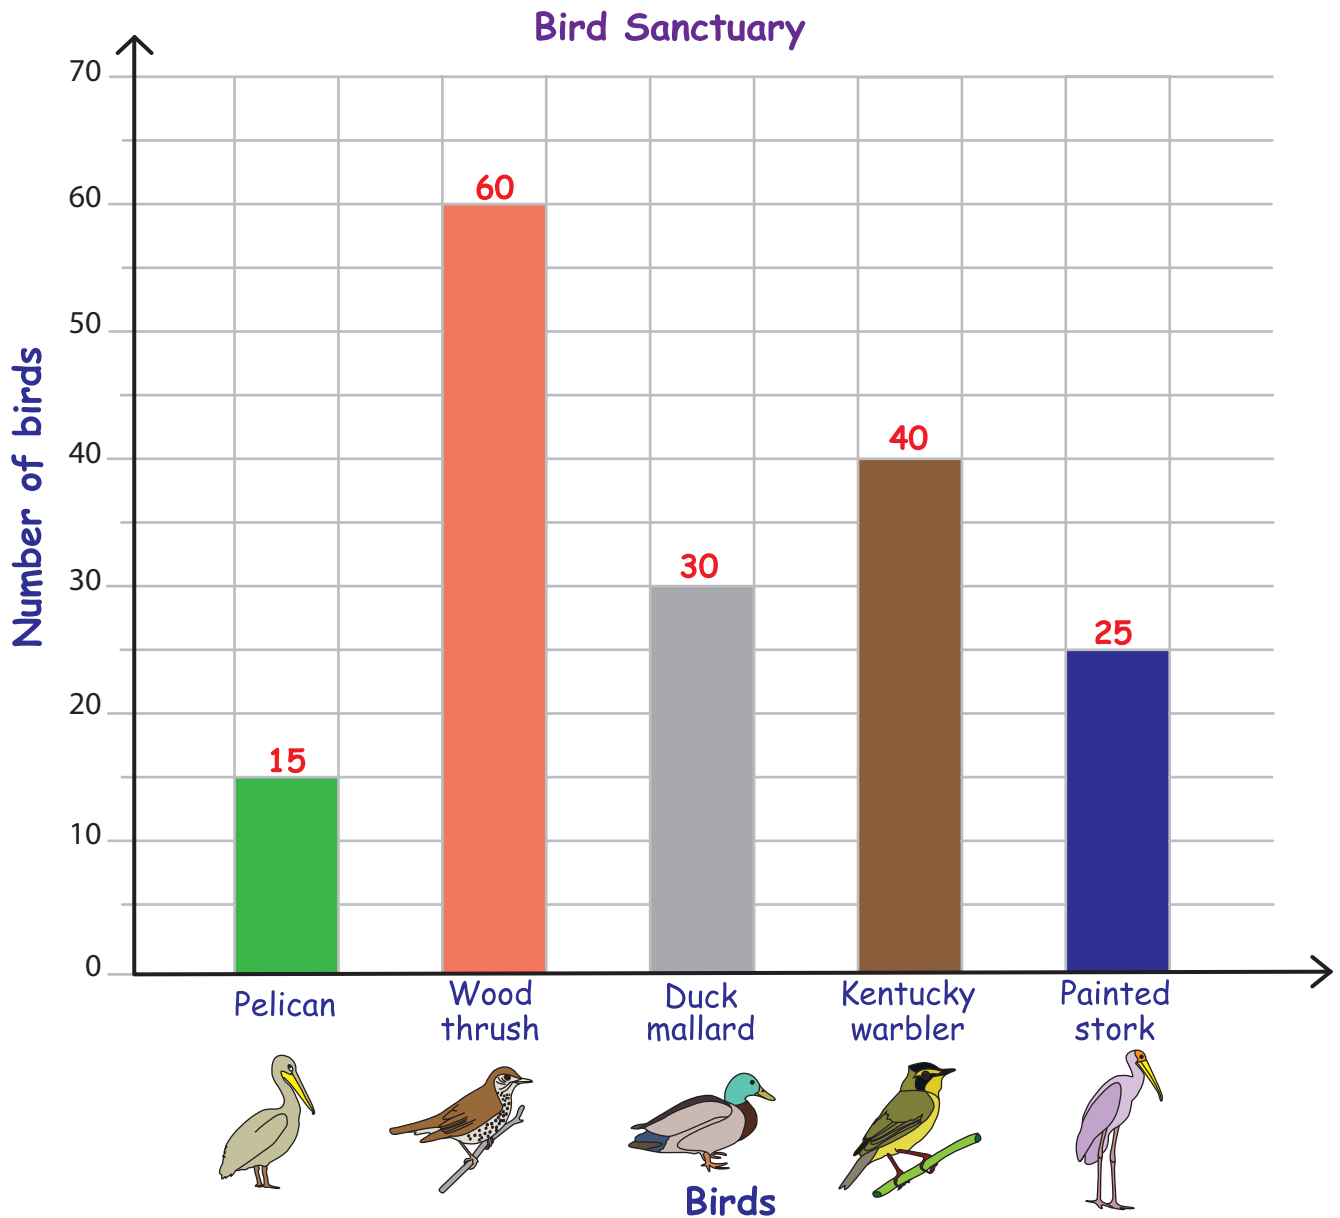 Bird Sanctuary
Number of birds
70
60
50
40
30
20
10
0
15
60
30
40
25
Pelican
Wood
thrush
Duck
mallard
Kentucky
warbler
Painted
stork
Birds